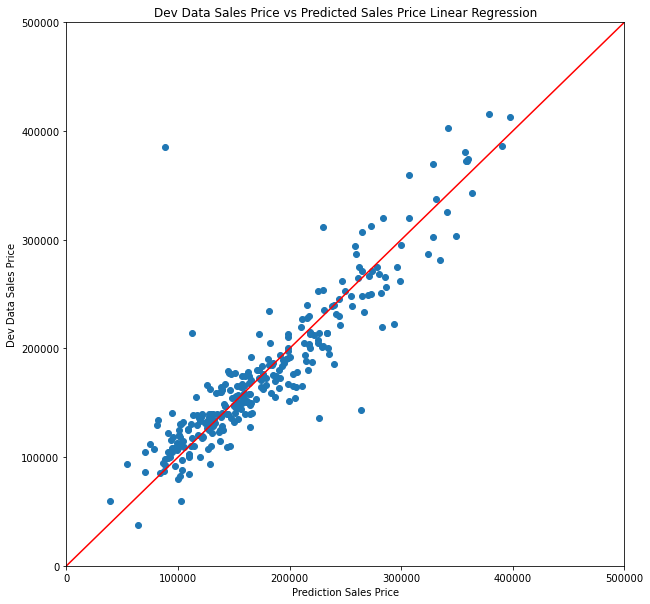 Dev Data Sales Price vs Predicted Sales Price Linear Regression
500000
400000
300000
200000
100000
0
Dev Data Sales Price
0 100000 200000 300000 400000 500000
Prediction Sales Price